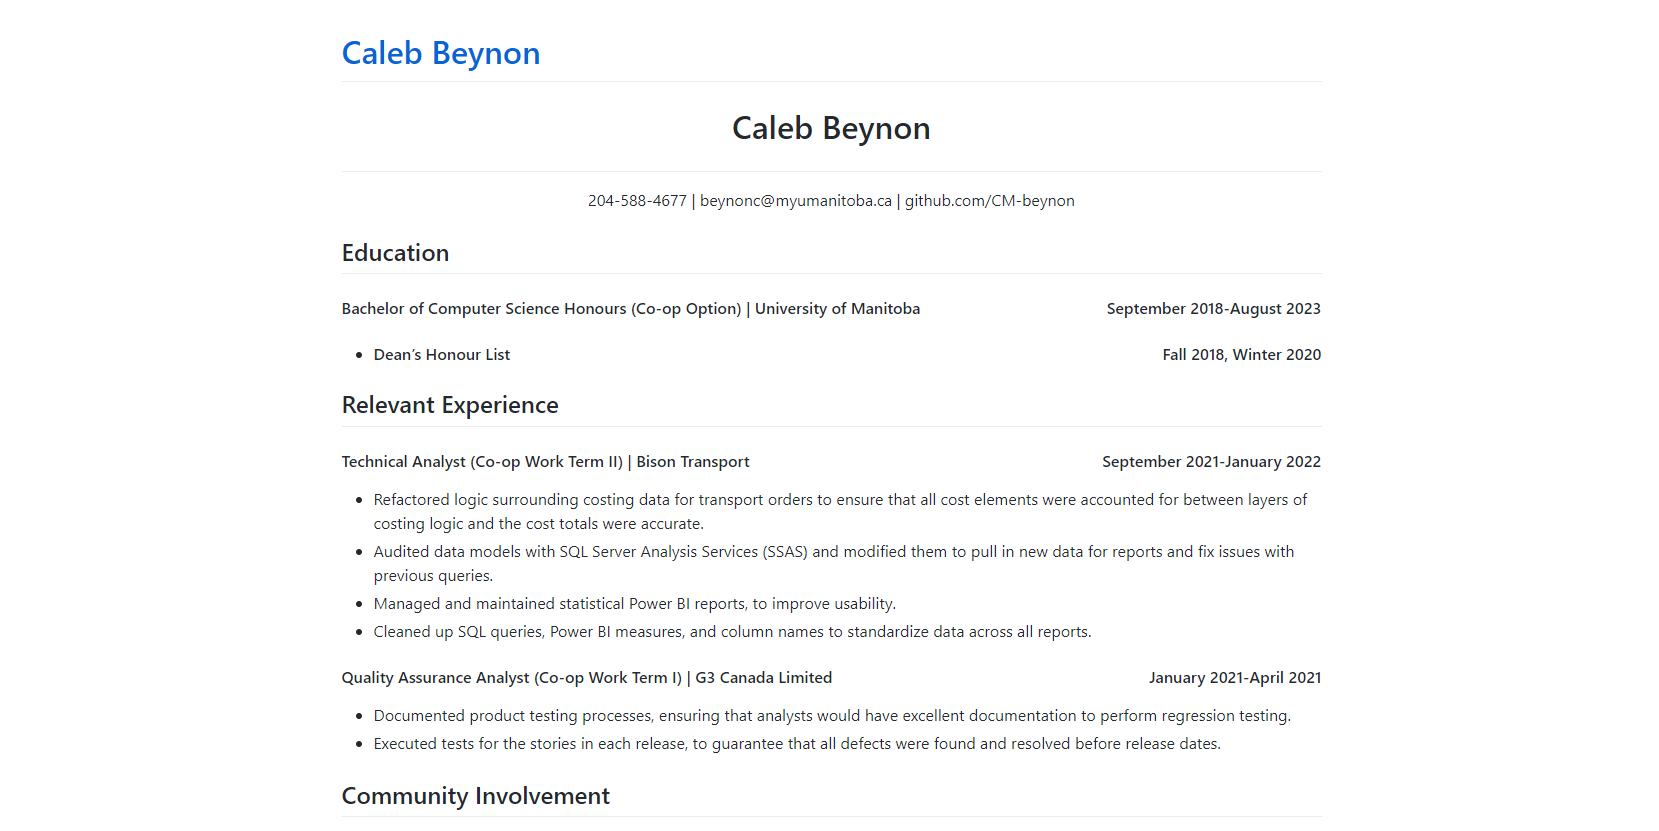 Caleb Beynon
Caleb Beynon
204-588-4677 | beynonc@myumanitoba.ca | github.com/CM-beynon
Education
Bachelor of Computer Science Honours (Co-op Option) | University of Manitoba September 2018-August 2023
• Dean’s Honour List Fall 2018, Winter 2020
Relevant Experience
Technical Analyst (Co-op Work Term II) | Bison Transport September 2021-January 2022
• Refactored logic surrounding costing data for transport orders to ensure that all cost elements were accounted for between layers of
costing logic and the cost totals were accurate.
• Audited data models with SQL Server Analysis Services (SSAS) and modified them to pull in new data for reports and fix issues with
previous queries.
• Managed and maintained statistical Power BI reports, to improve usability.
• Cleaned up SQL queries, Power BI measures, and column names to standardize data across all reports.
Quality Assurance Analyst (Co-op Work Term I) | G3 Canada Limited January 2021-April 2021
• Documented product testing processes, ensuring that analysts would have excellent documentation to perform regression testing.
• Executed tests for the stories in each release, to guarantee that all defects were found and resolved before release dates.
Community Involvement